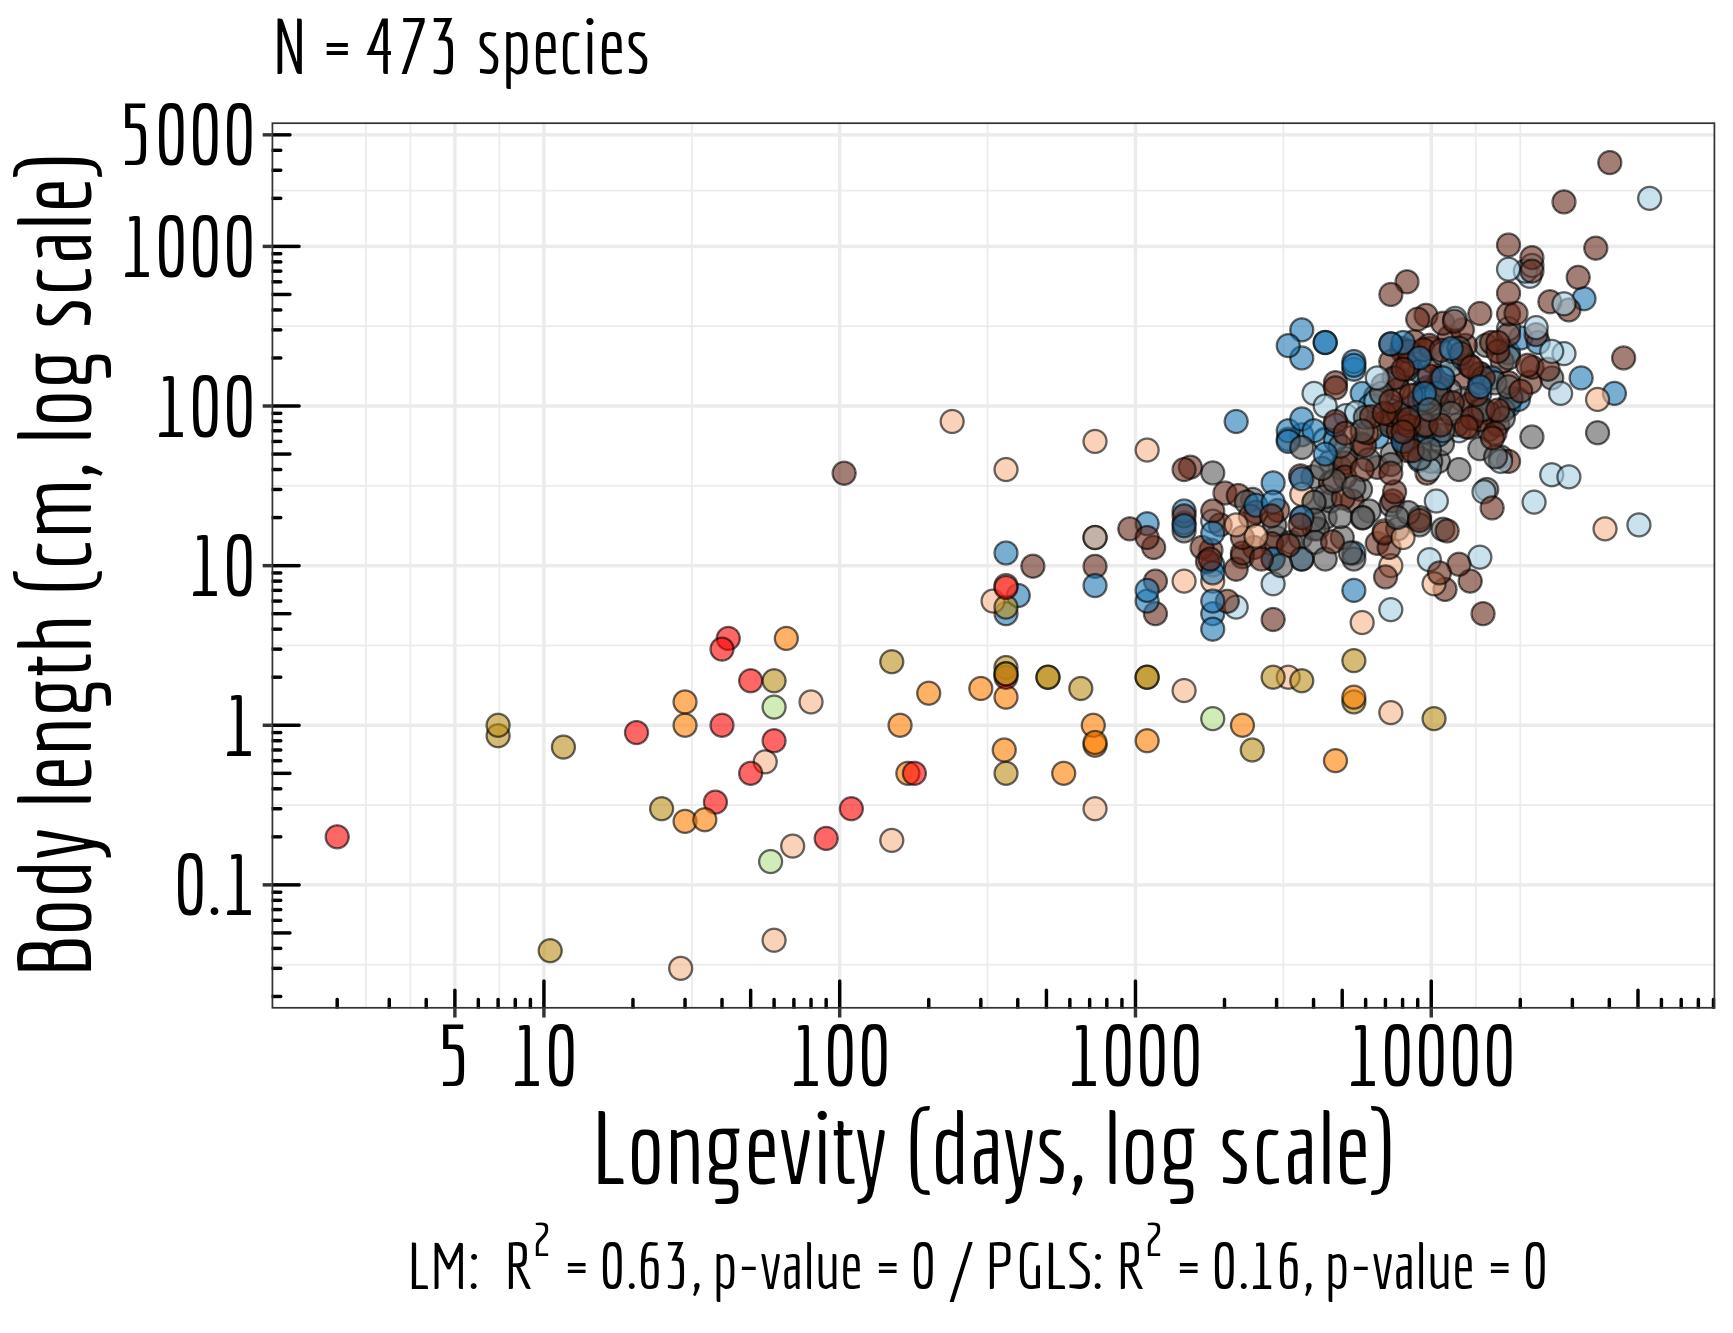 N = 473 species
5000
1000
100
10
1
0.1
Body length (cm, log scale)
5 10 100 1000 10000
Longevity (days, log scale)
LM: R² = 0.63, p-value = 0 / PGLS: R² = 0.16, p-value = 0